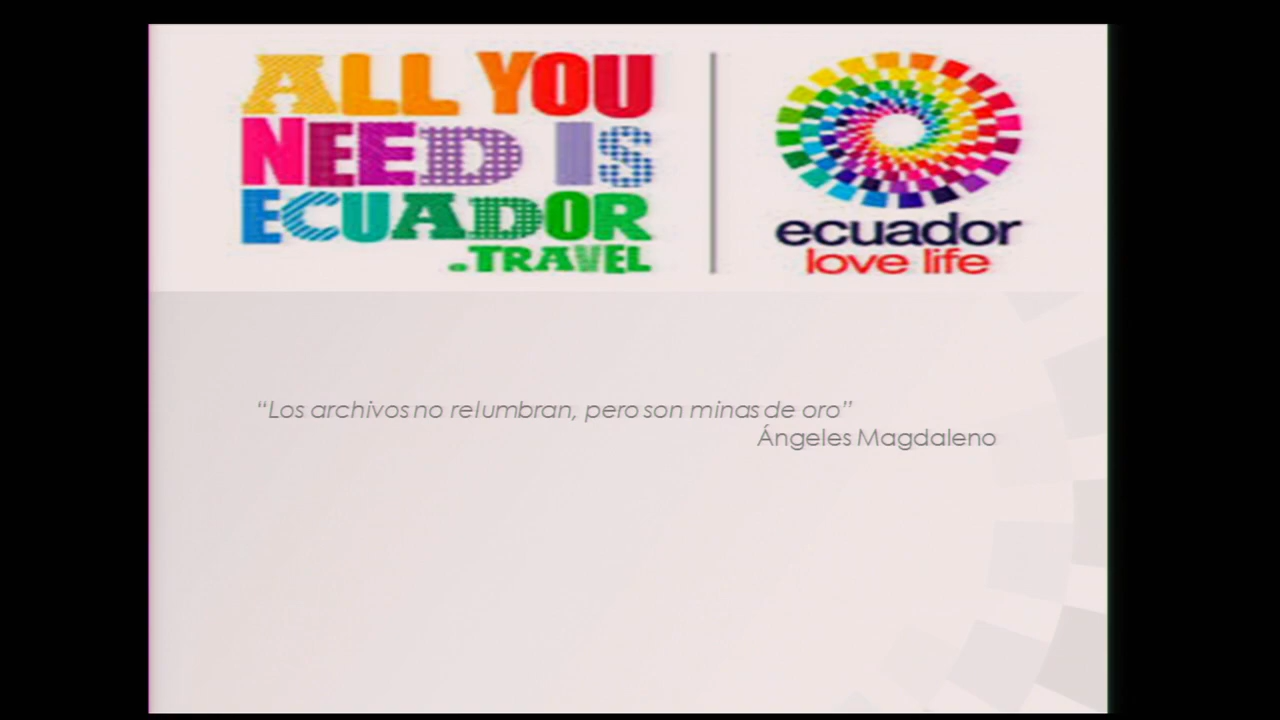 ALL YOU
NEED IS
ECUADOR
.TRAVEL
ecuador
love life
“Los archivos no relumbran, pero son minas de oro”
Ángeles Magdaleno